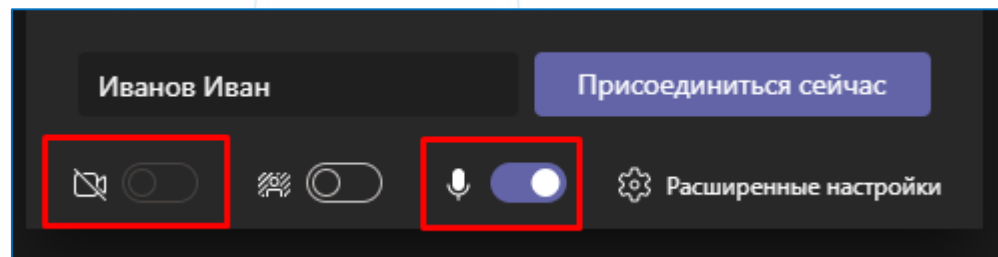 Иванов Иван
Присоединиться сейчас
Расширенные настройки